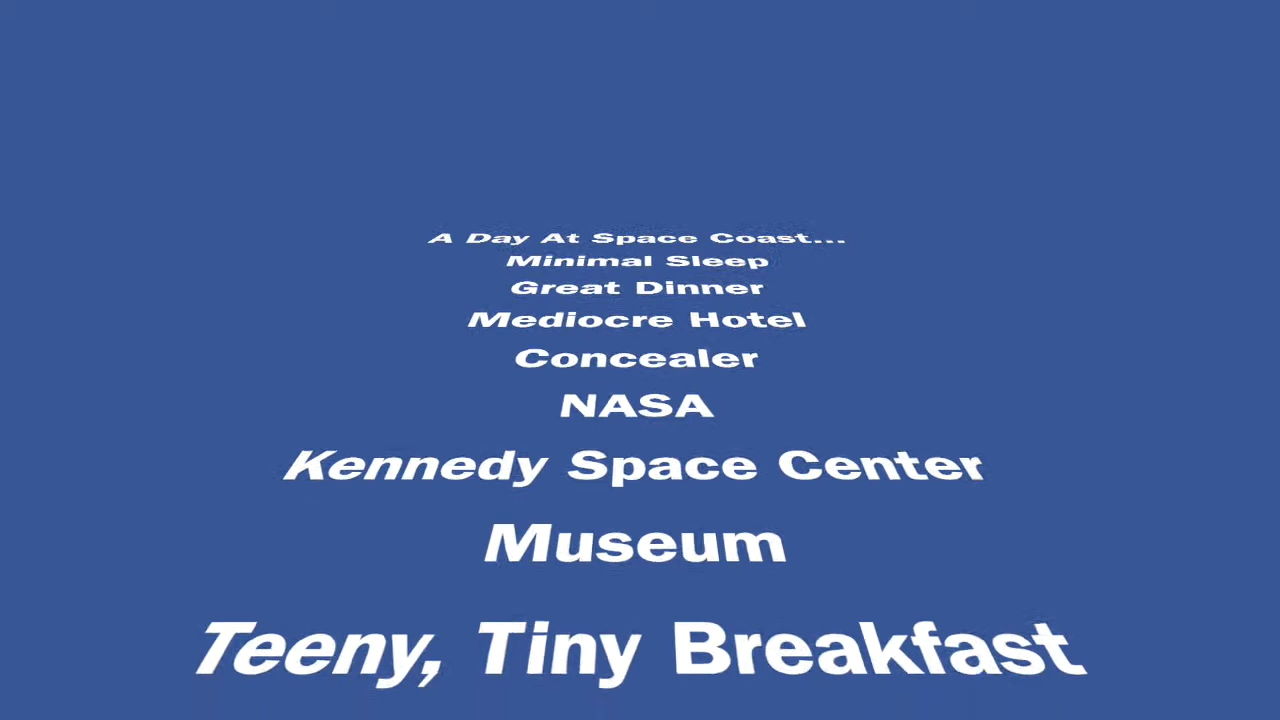 A Day At Space Coast...
Minimal Sleep
Great Dinner
Mediocre Hotel
Concealer
NASA
Kennedy Space Center
Museum
Teeny, Tiny Breakfast